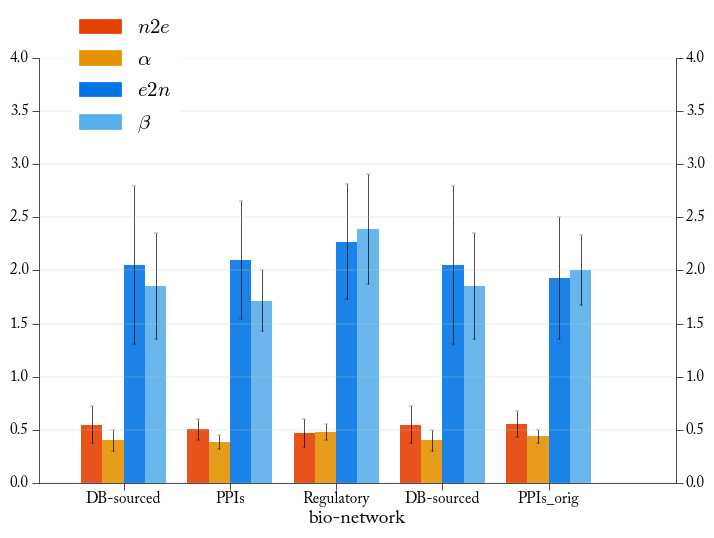 n2e
α
e2n
β
4.0 4.0
3.5 3.5
3.0 3.0
2.5 2.5
2.0 2.0
1.5 1.5
1.0 1.0
0.5 0.5
0.0 0.0
DB-sourced PPIs Regulatory DB-sourced PPIs_orig
bio-network